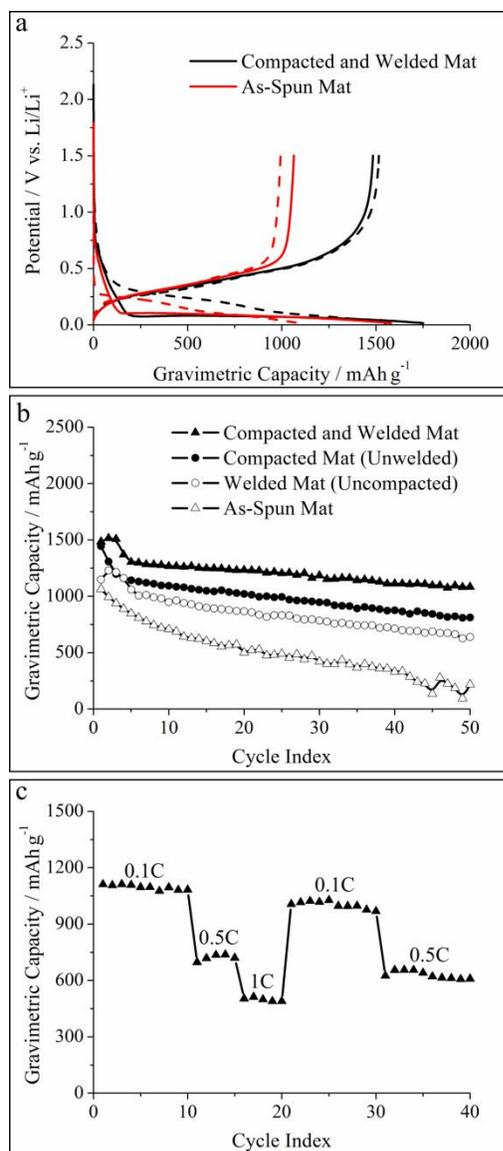 a
Compacted and Welded Mat
As-Spun Mat
2.5
2.0
1.5
1.0
0.5
0.0
Potential / V vs. Li/Li⁺
0 500 1000 1500 2000
Gravimetric Capacity / mAh g⁻¹
b
Compacted and Welded Mat
Compacted Mat (Unwelded)
Welded Mat (Uncompacted)
As-Spun Mat
2500
2000
1500
1000
500
0
Gravimetric Capacity / mAh g⁻¹
0 10 20 30 40 50
Cycle Index
c
1500
1200
900
600
300
0
Gravimetric Capacity / mAh g⁻¹
0.1C
0.5C
1C
0.1C
0.5C
0 10 20 30 40
Cycle Index